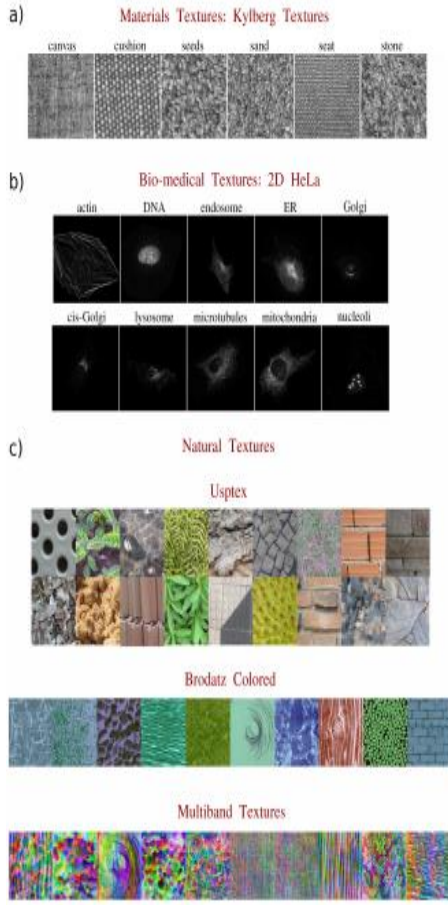 a)
Materials Textures: Kylberg Textures
canvas cushion seeds sand seat stone
b)
Bio-medical Textures: 2D HeLa
actin DNA endosome ER Golgi
cis-Golgi lysosome microtubules mitochondria nucleoli
c)
Natural Textures
Usptex
Brodatz Colored
Multiband Textures